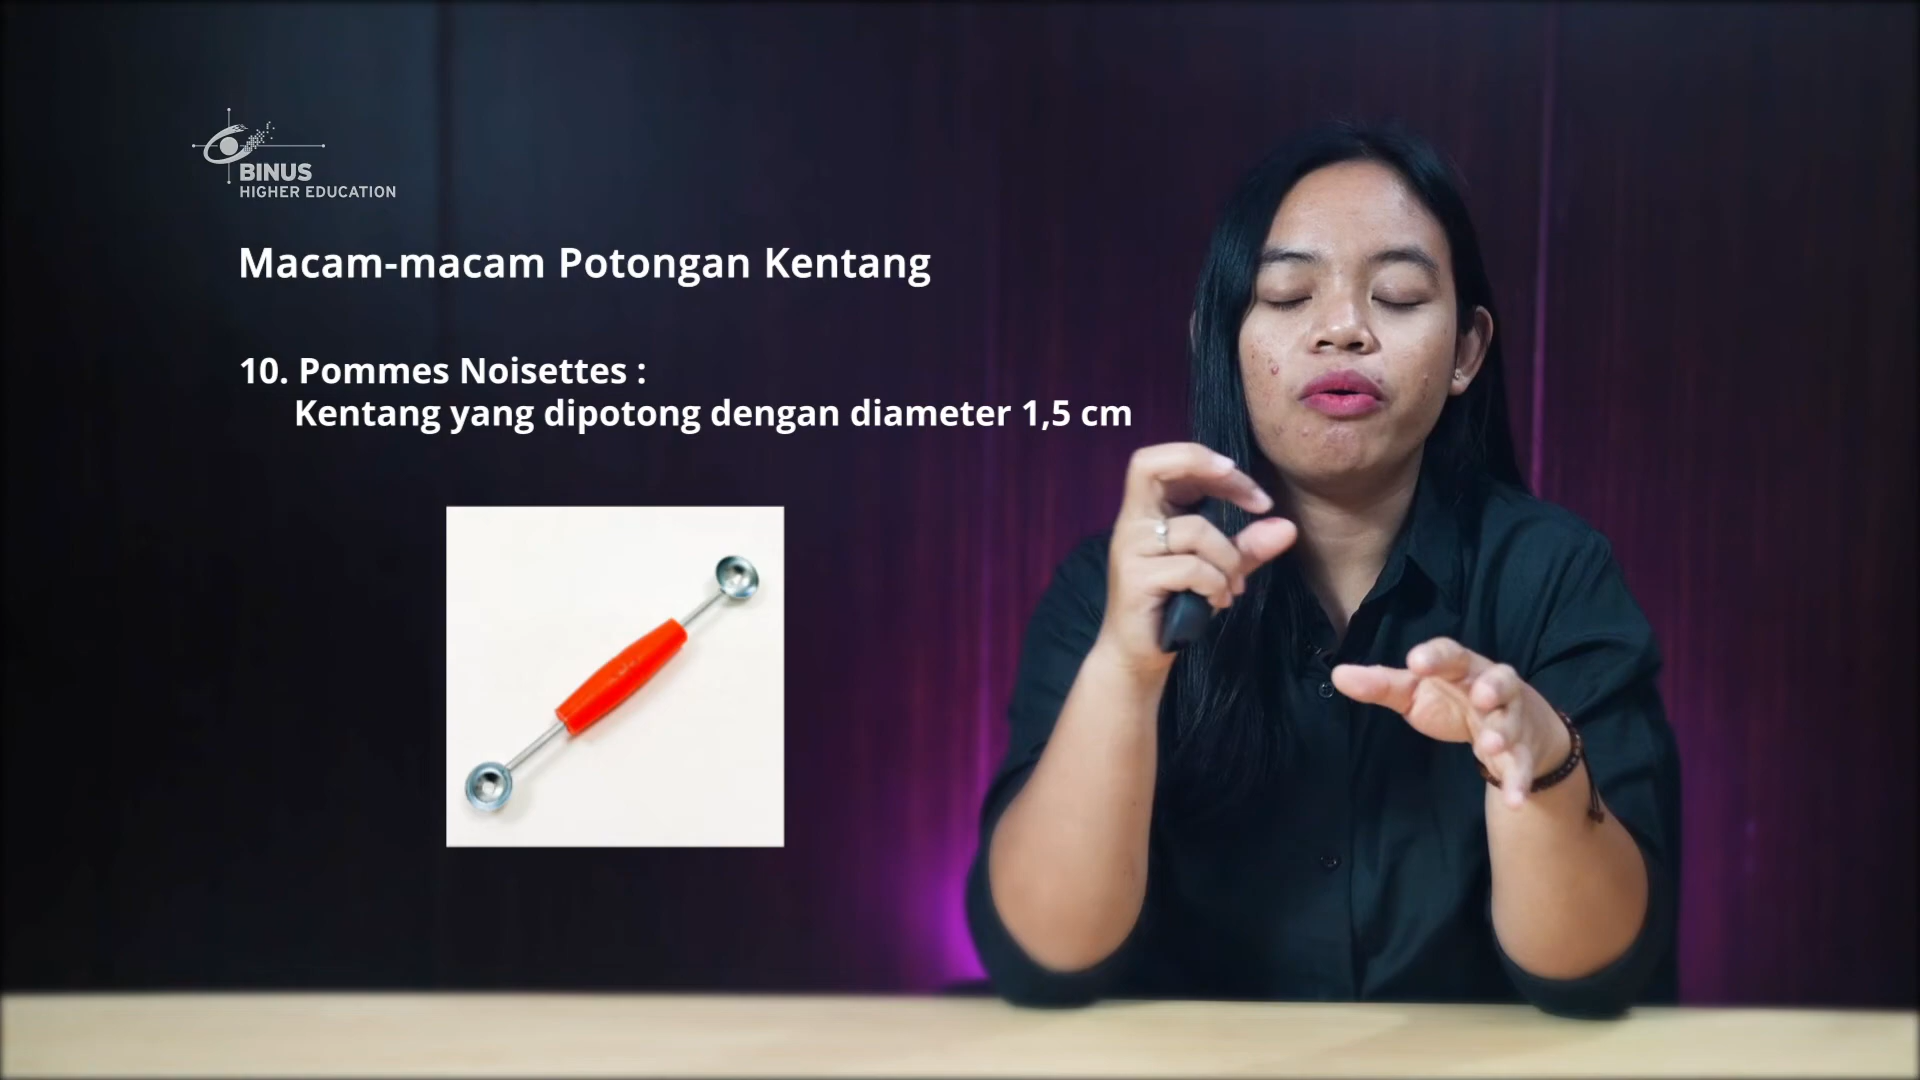 BINUS
HIGHER EDUCATION
Macam-macam Potongan Kentang
10. Pommes Noisettes :
Kentang yang dipotong dengan diameter 1,5 cm